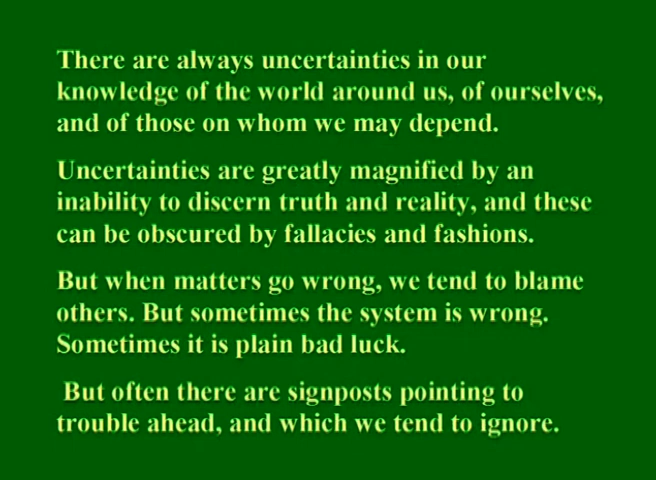 There are always uncertainties in our
knowledge of the world around us, of ourselves,
and of those on whom we may depend.
Uncertainties are greatly magnified by an
inability to discern truth and reality, and these
can be obscured by fallacies and fashions.
But when matters go wrong, we tend to blame
others. But sometimes the system is wrong.
Sometimes it is plain bad luck.
But often there are signposts pointing to
trouble ahead, and which we tend to ignore.